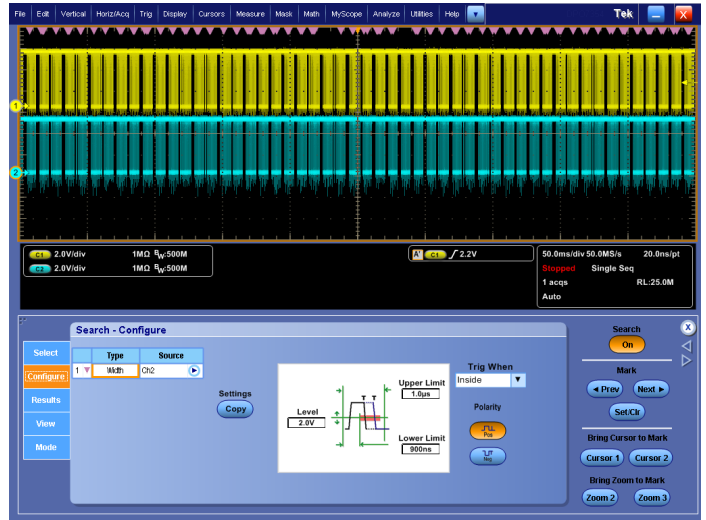 File Edit Vertical Horiz/Acq Trig Display Cursors Measure Mask Math MyScope Analyze Utilities Help Tek X
1
2
C1 2.0V/div 1MΩ BW:500M
C2 2.0V/div 1MΩ BW:500M
A' C1 2.2V
50.0ms/div 50.0MS/s 20.0ns/pt
Stopped Single Seq
1 acqs RL:25.0M
Auto
Search - Configure
Select
Configure
Results
View
Mode
Type Source
1 Width Ch2
Settings
Copy
Level
2.0V
T T
Upper Limit
1.0µs
Lower Limit
900ns
Trig When
Inside
Polarity
Pos
Neg
Search
On
X
Mark
Prev Next
Set/Clr
Bring Cursor to Mark
Cursor 1 Cursor 2
Bring Zoom to Mark
Zoom 2 Zoom 3